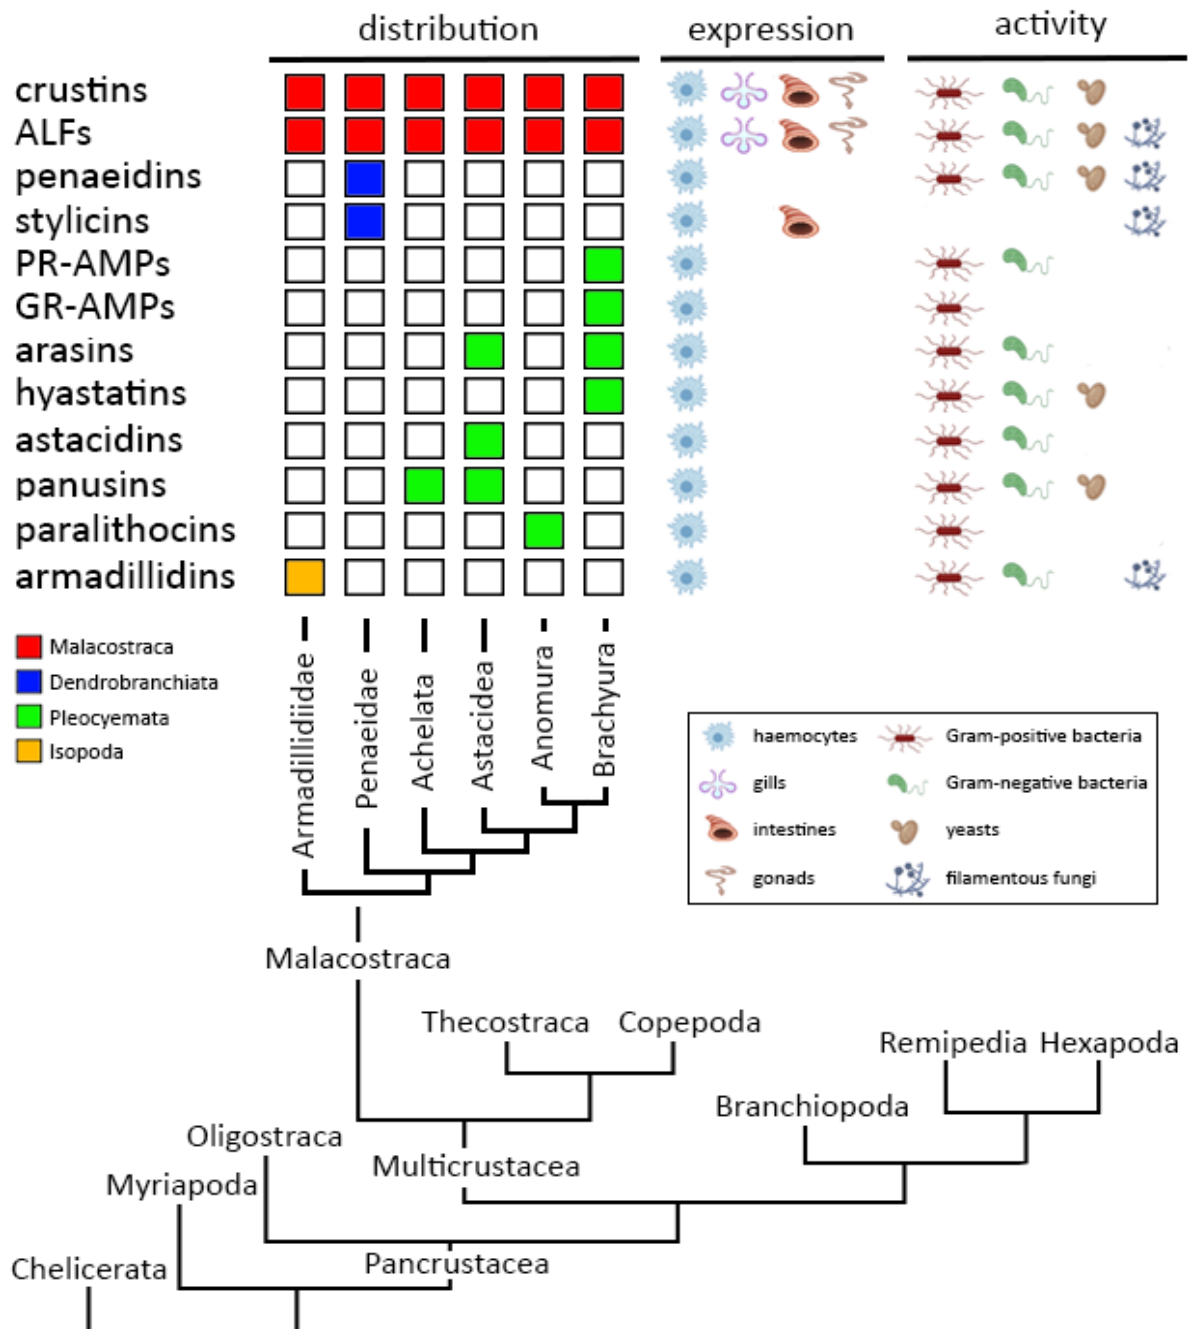 distribution expression activity
crustins
ALFs
penaeidins
stylicins
PR-AMPs
GR-AMPs
arasins
hyastatins
astacidins
panusins
paralithocins
armadillidins
Malacostraca
Dendrobranchiata
Pleocyemata
Isopoda
Armadillidiidae
Penaeidae
Achelata
Astacidea
Anomura
Brachyura
haemocytes Gram-positive bacteria
gills Gram-negative bacteria
intestines yeasts
gonads filamentous fungi
Malacostraca
Thecostraca Copepoda
Remipedia Hexapoda
Branchiopoda
Oligostraca
Multicrustacea
Myriapoda
Pancrustacea
Chelicerata